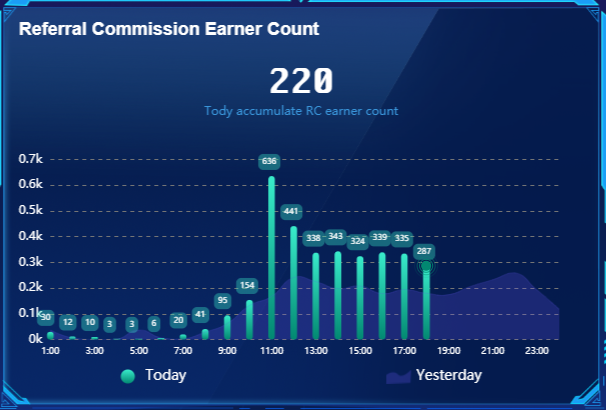 Referral Commission Earner Count
220
Tody accumulate RC earner count
0.7k
0.6k
0.5k
0.4k
0.3k
0.2k
0.1k
0k
30 12 10 3 3 6 20 41 95 154 636 441 338 343 324 339 335 287
1:00 3:00 5:00 7:00 9:00 11:00 13:00 15:00 17:00 19:00 21:00 23:00
Today Yesterday